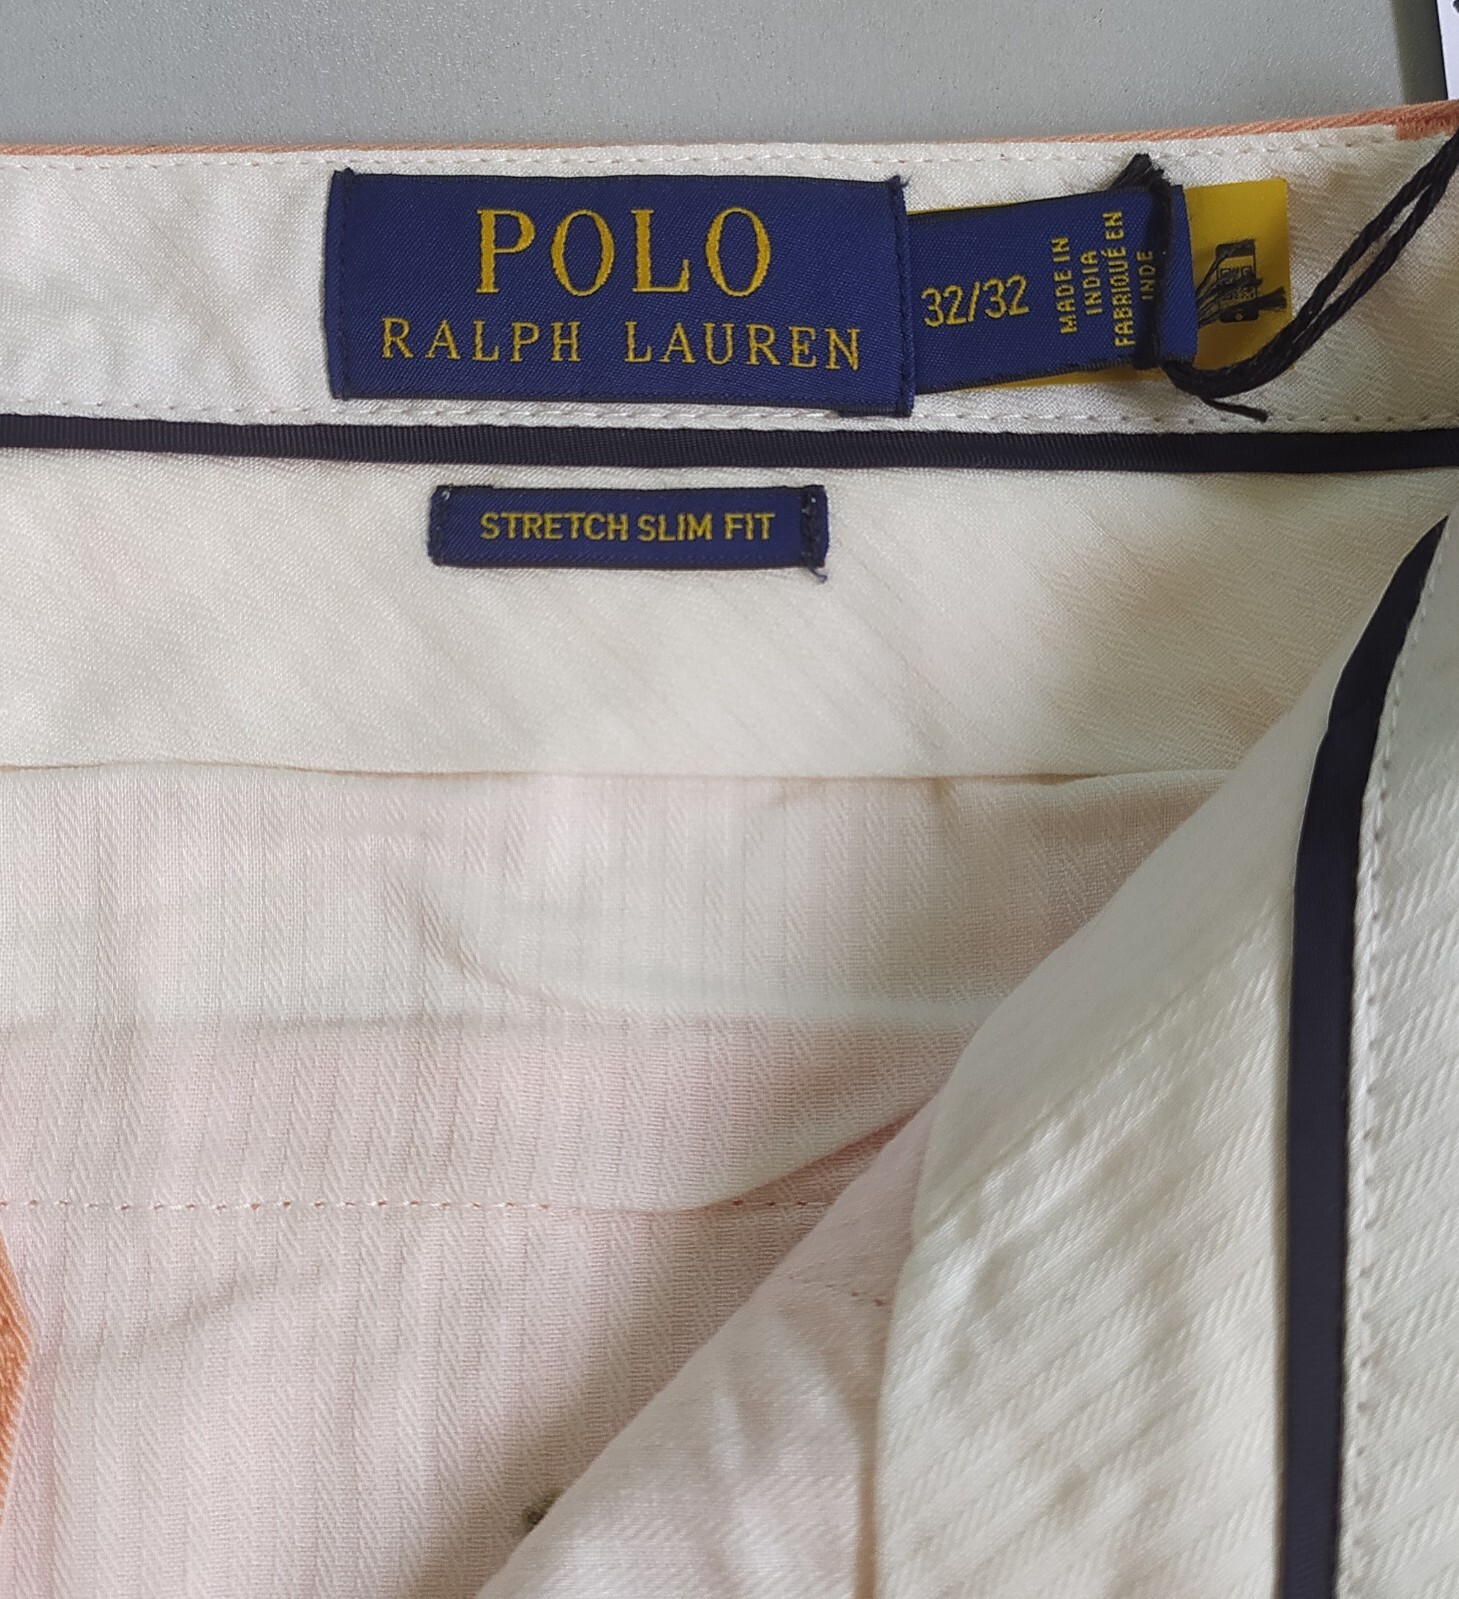 POLO
RALPH LAUREN
32/32
MADE IN
INDIA
FABRIQUÉ EN
INDE
STRETCH SLIM FIT